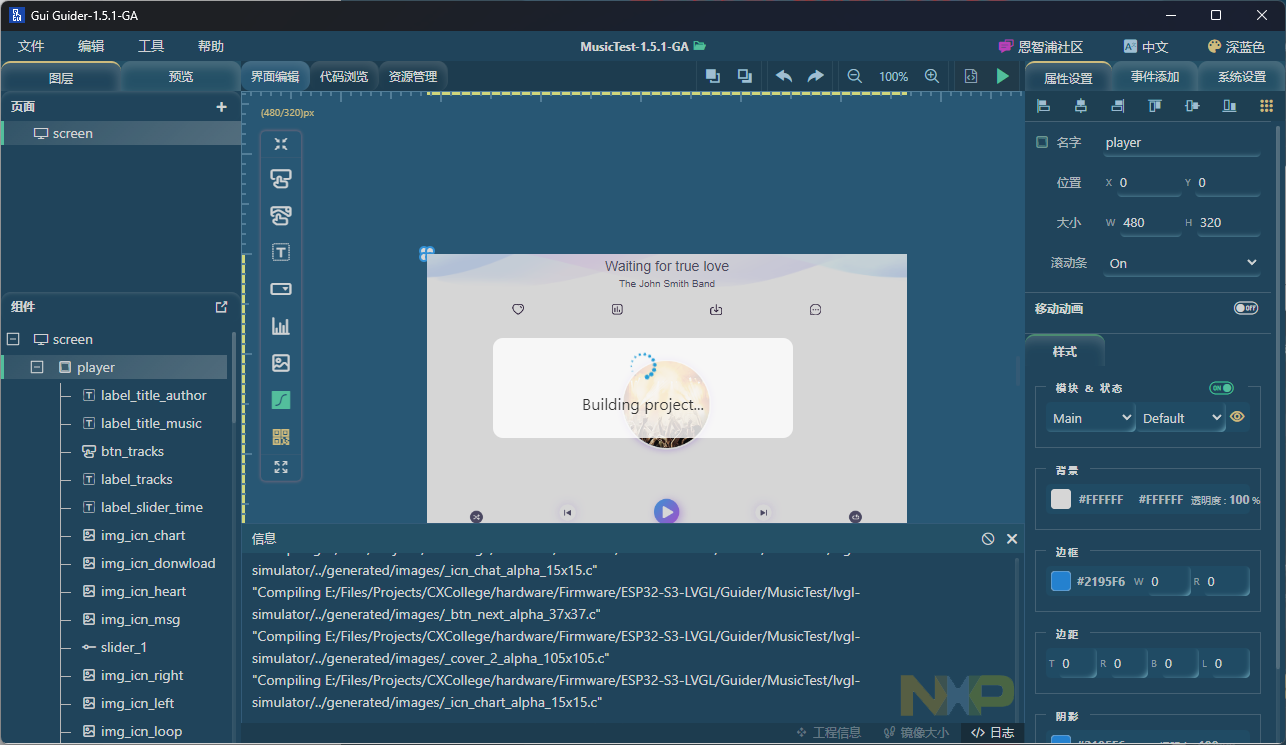 Gui Guider-1.5.1-GA
文件 编辑 工具 帮助
MusicTest-1.5.1-GA
恩智浦社区 中文 深蓝色
图层 预览
界面编辑 代码浏览 资源管理
100%
属性设置 事件添加 系统设置
页面
screen
(480/320)px
组件
screen
player
label_title_author
label_title_music
btn_tracks
label_tracks
label_slider_time
img_icn_chart
img_icn_donwload
img_icn_heart
img_icn_msg
slider_1
img_icn_right
img_icn_left
img_icn_loop
Waiting for true love
The John Smith Band
Building project...
信息
simulator/../generated/images/_icn_chat_alpha_15x15.c"
"Compiling E:/Files/Projects/CXCollege/hardware/Firmware/ESP32-S3-LVGL/Guider/MusicTest/lvgl-
simulator/../generated/images/_btn_next_alpha_37x37.c"
"Compiling E:/Files/Projects/CXCollege/hardware/Firmware/ESP32-S3-LVGL/Guider/MusicTest/lvgl-
simulator/../generated/images/_cover_2_alpha_105x105.c"
"Compiling E:/Files/Projects/CXCollege/hardware/Firmware/ESP32-S3-LVGL/Guider/MusicTest/lvgl-
simulator/../generated/images/_icn_chart_alpha_15x15.c"
NXP
工程信息 镜像大小 日志
名字 player
位置 X 0 Y 0
大小 W 480 H 320
滚动条 On
移动动画 OFF
样式
模块 & 状态 ON
Main Default
背景
#FFFFFF #FFFFFF 透明度 : 100 %
边框
#2195F6 W 0 R 0
边距
T 0 R 0 B 0 L 0
阴影